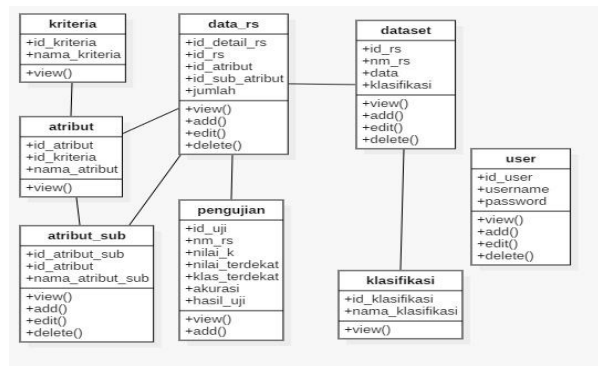 kriteria
+id_kriteria
+nama_kriteria
+view()
atribut
+id_atribut
+id_kriteria
+nama_atribut
+view()
atribut_sub
+id_atribut_sub
+id_atribut
+nama_atribut_sub
+view()
+add()
+edit()
+delete()
data_rs
+id_detail_rs
+id_rs
+id_atribut
+id_sub_atribut
+jumlah
+view()
+add()
+edit()
+delete()
pengujian
+id_uji
+nm_rs
+nilai_k
+nilai_terdekat
+klas_terdekat
+akurasi
+hasil_uji
+view()
+add()
dataset
+id_rs
+nm_rs
+data
+klasifikasi
+view()
+add()
+edit()
+delete()
klasifikasi
+id_klasifikasi
+nama_klasifikasi
+view()
user
+id_user
+username
+password
+view()
+add()
+edit()
+delete()